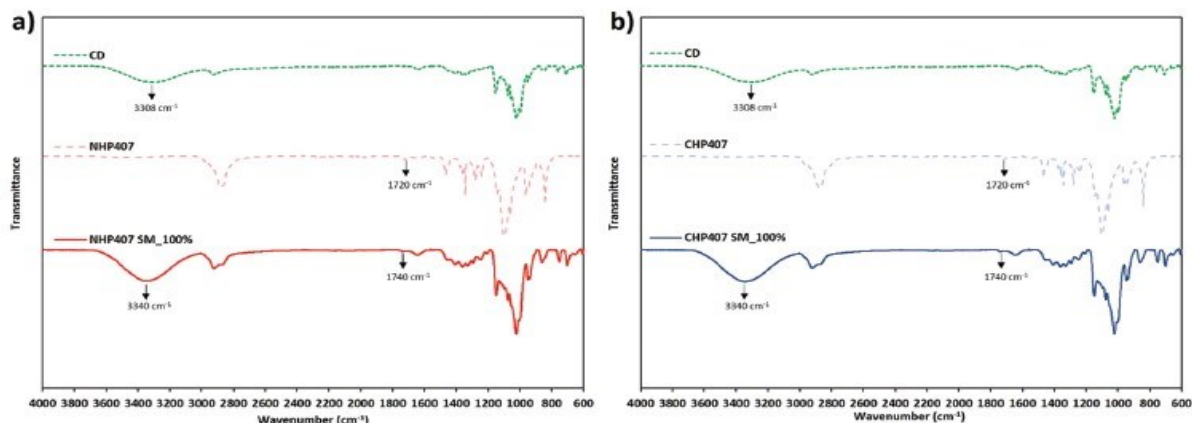 a)
CD
3308 cm⁻¹
NHP407
1720 cm⁻¹
NHP407 SM_100%
1740 cm⁻¹
3340 cm⁻¹
Transmittance
4000 3800 3600 3400 3200 3000 2800 2600 2400 2200 2000 1800 1600 1400 1200 1000 800 600
Wavenumber (cm⁻¹)
b)
CD
3308 cm⁻¹
CHP407
1720 cm⁻¹
CHP407 SM_100%
1740 cm⁻¹
3340 cm⁻¹
Transmittance
4000 3800 3600 3400 3200 3000 2800 2600 2400 2200 2000 1800 1600 1400 1200 1000 800 600
Wavenumber (cm⁻¹)